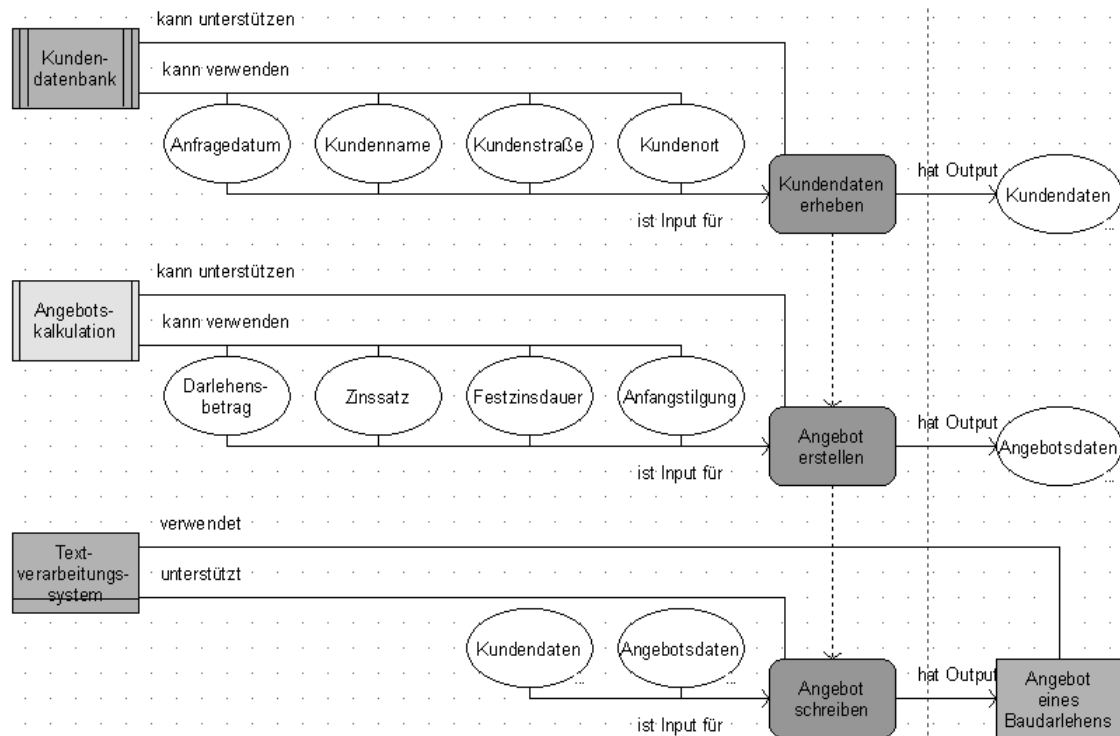 kann unterstützen
Kunden-
datenbank
kann verwenden
Anfragedatum
Kundenname
Kundenstraße
Kundenort
Kundendaten
erheben
hat Output
Kundendaten
...
ist Input für
kann unterstützen
Angebots-
kalkulation
kann verwenden
Darlehens-
betrag
Zinssatz
Festzinsdauer
Anfangstilgung
Angebot
erstellen
hat Output
Angebotsdaten
...
ist Input für
verwendet
Text-
verarbeitungs-
system
unterstützt
Kundendaten
...
Angebotsdaten
...
Angebot
schreiben
hat Output
Angebot
eines
Baudarlehens
ist Input für